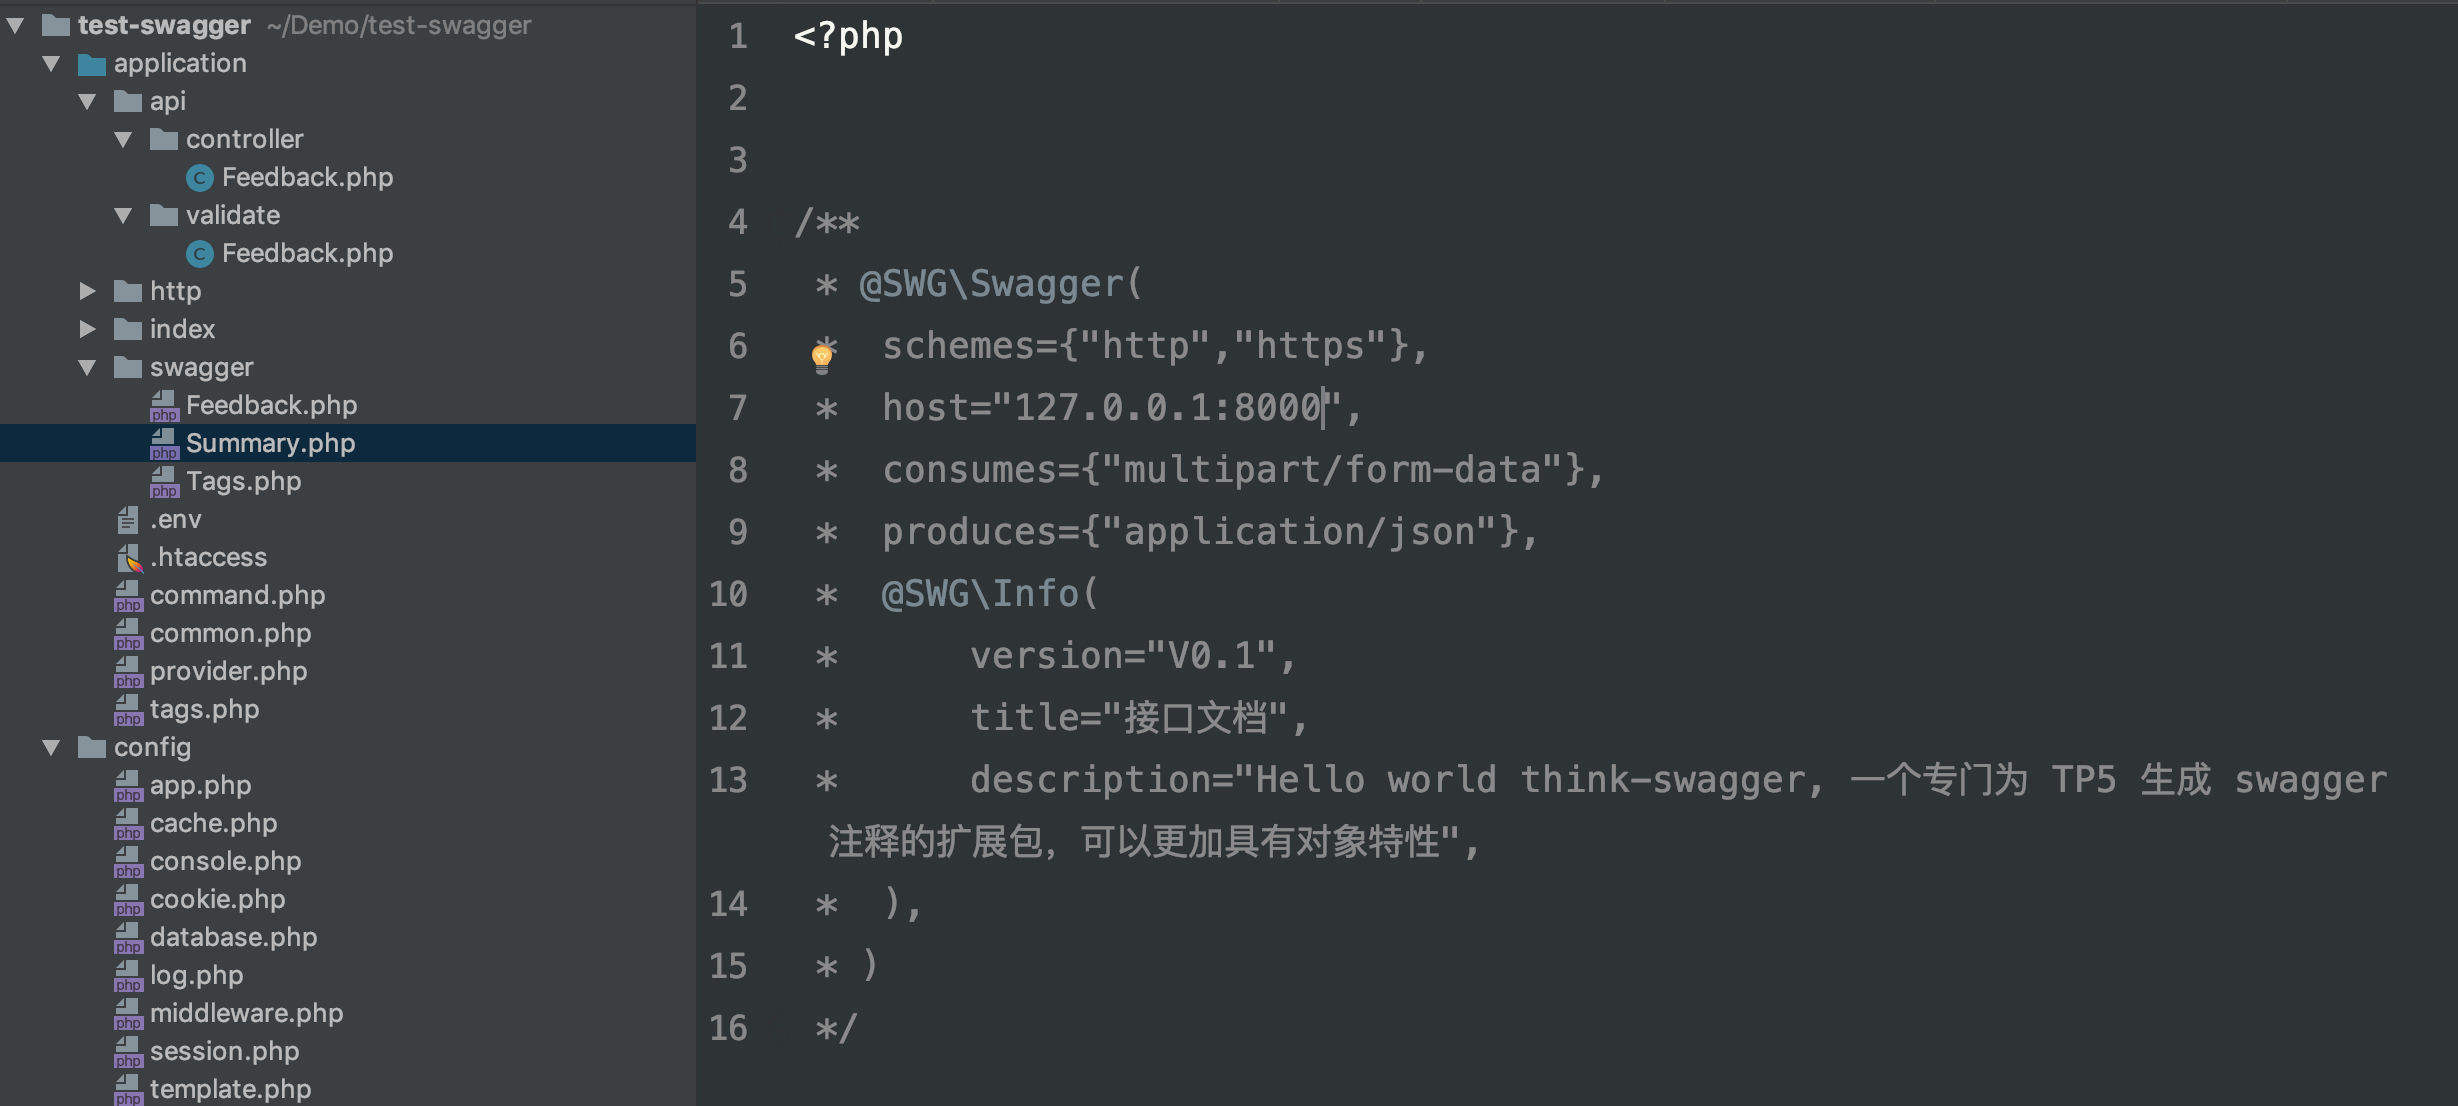 test-swagger ~/Demo/test-swagger
application
api
controller
Feedback.php
validate
Feedback.php
http
index
swagger
Feedback.php
Summary.php
Tags.php
.env
.htaccess
command.php
common.php
provider.php
tags.php
config
app.php
cache.php
console.php
cookie.php
database.php
log.php
middleware.php
session.php
template.php
1 <?php
2
3
4 /**
5 * @SWG\Swagger(
6 * schemes={"http","https"},
7 * host="127.0.0.1:8000",
8 * consumes={"multipart/form-data"},
9 * produces={"application/json"},
10 * @SWG\Info(
11 * version="V0.1",
12 * title="接口文档",
13 * description="Hello world think-swagger, 一个专门为 TP5 生成 swagger
注释的扩展包，可以更加具有对象特性",
14 * ),
15 * )
16 */